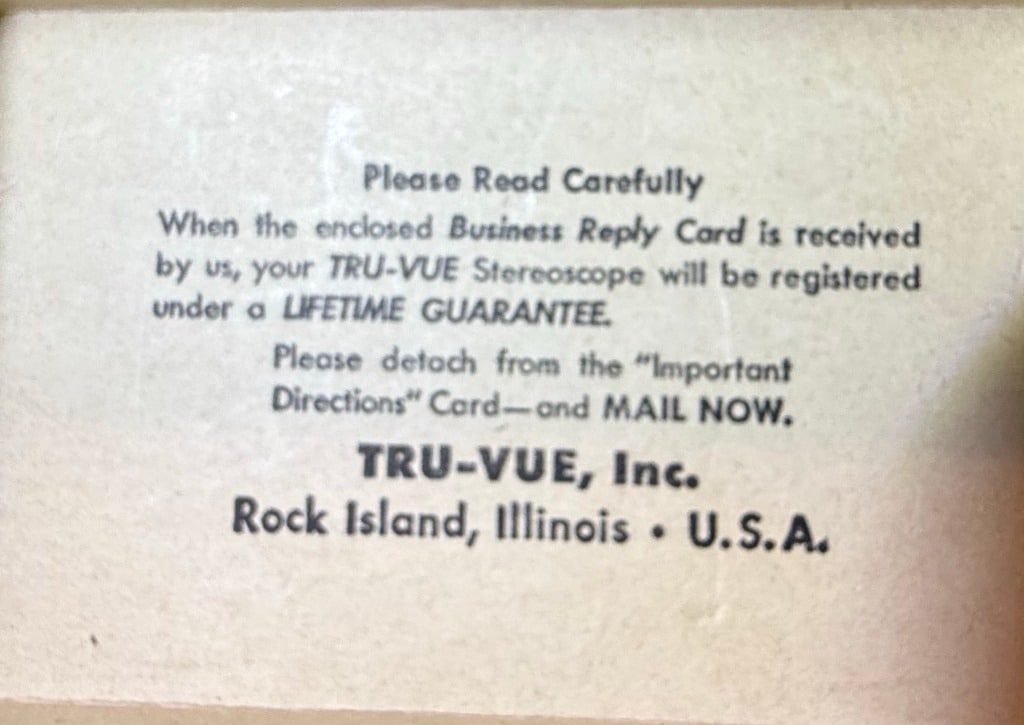 Please Read Carefully
When the enclosed Business Reply Card is received
by us, your TRU-VUE Stereoscope will be registered
under a LIFETIME GUARANTEE.
Please detach from the "Important
Directions" Card—and MAIL NOW.
TRU-VUE, Inc.
Rock Island, Illinois • U.S.A.